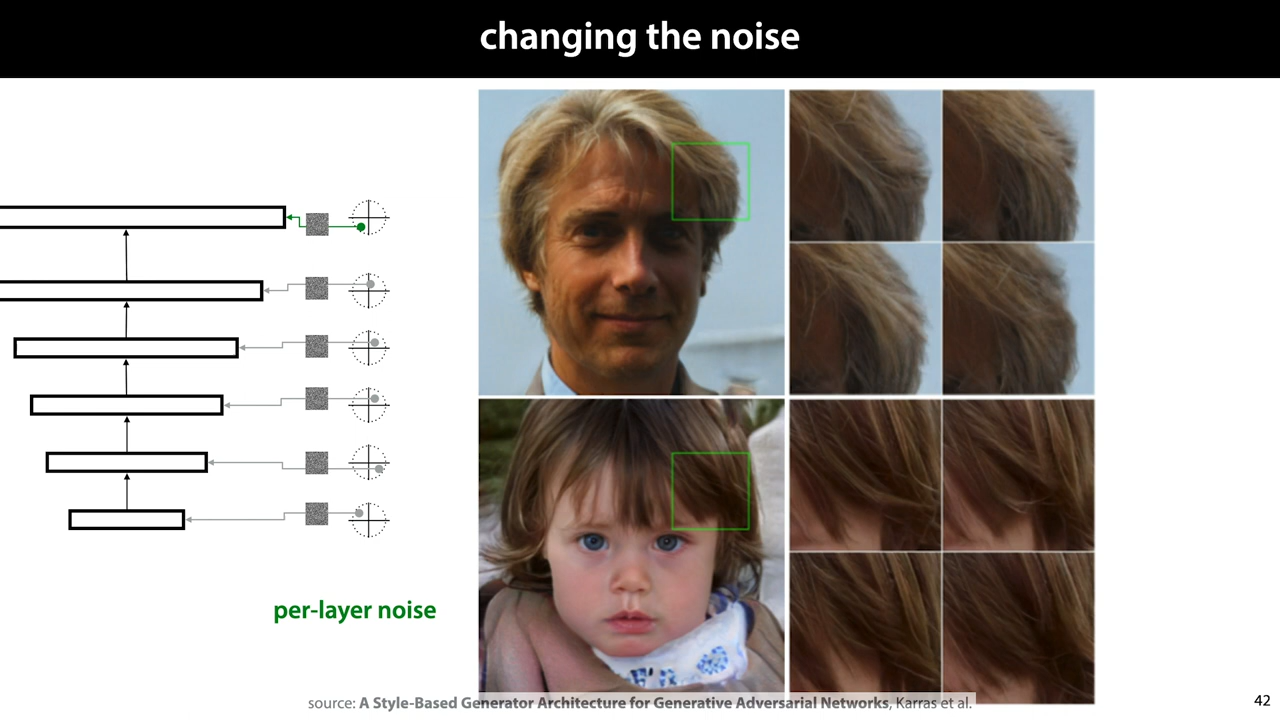 changing the noise
per-layer noise
source: A Style-Based Generator Architecture for Generative Adversarial Networks, Karras et al.
42